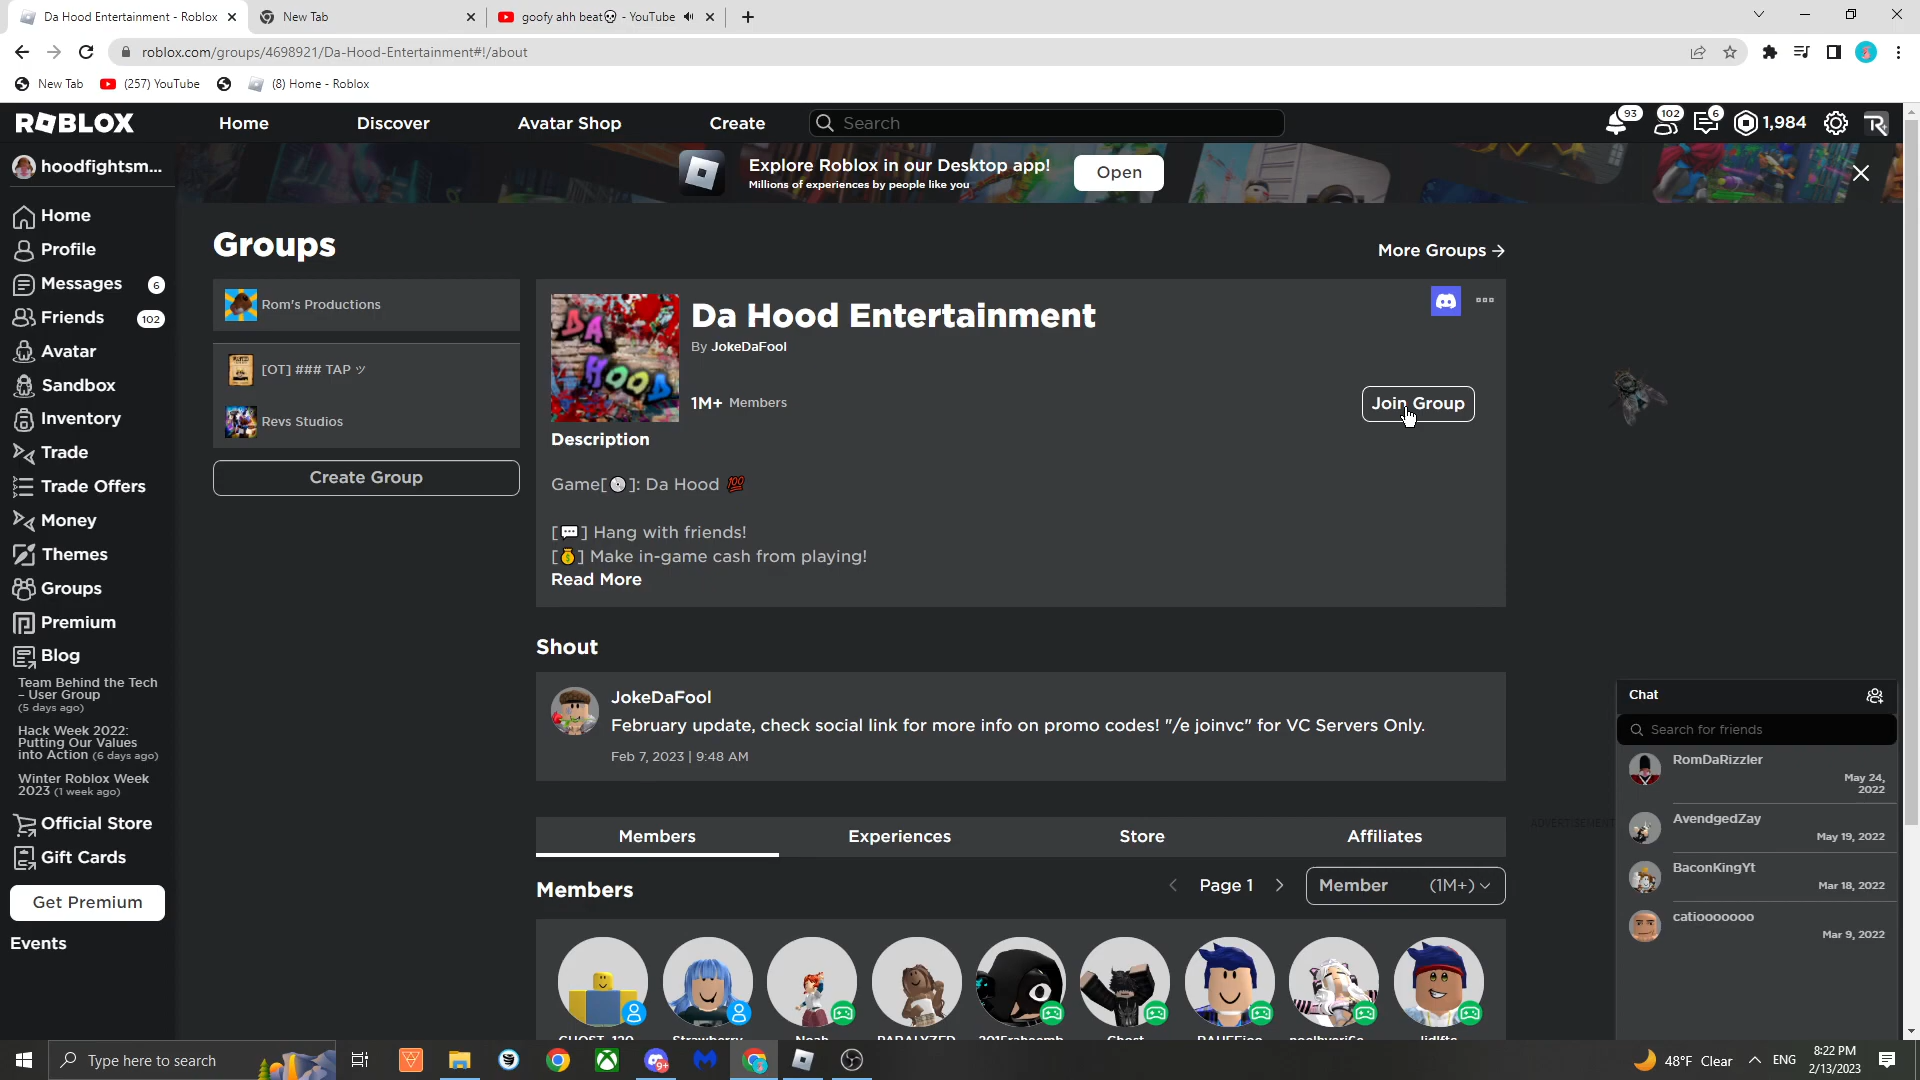 Da Hood Entertainment - Roblox
New Tab
goofy ahh beat💀 - YouTube
roblox.com/groups/4698921/Da-Hood-Entertainment#!/about
New Tab
(257) YouTube
(8) Home - Roblox
ROBLOX
Home
Discover
Avatar Shop
Create
Search
93
102
6
1,984
hoodfightsm...
Explore Roblox in our Desktop app!
Millions of experiences by people like you
Open
Home
Profile
Messages 6
Friends 102
Avatar
Sandbox
Inventory
Trade
Trade Offers
Money
Themes
Groups
Premium
Blog
Team Behind the Tech
– User Group
(5 days ago)
Hack Week 2022:
Putting Our Values
into Action (6 days ago)
Winter Roblox Week
2023 (1 week ago)
Official Store
Gift Cards
Get Premium
Events
Groups
More Groups →
Rom's Productions
[OT] ### TAP ツ
Revs Studios
Create Group
DA
HOOD
Da Hood Entertainment
By JokeDaFool
1M+ Members
Join Group
Description
Game[💿]: Da Hood 💯
[💬] Hang with friends!
[💰] Make in-game cash from playing!
Read More
Shout
JokeDaFool
February update, check social link for more info on promo codes! "/e joinvc" for VC Servers Only.
Feb 7, 2023 | 9:48 AM
Members
Experiences
Store
Affiliates
Members
Page 1
Member (1M+)
ADVERTISEMENT
Chat
Search for friends
RomDaRizzler
May 24,
2022
AvendgedZay
May 19, 2022
BaconKingYt
Mar 18, 2022
catiooooooo
Mar 9, 2022
Type here to search
9+
48°F Clear
ENG
8:22 PM
2/13/2023